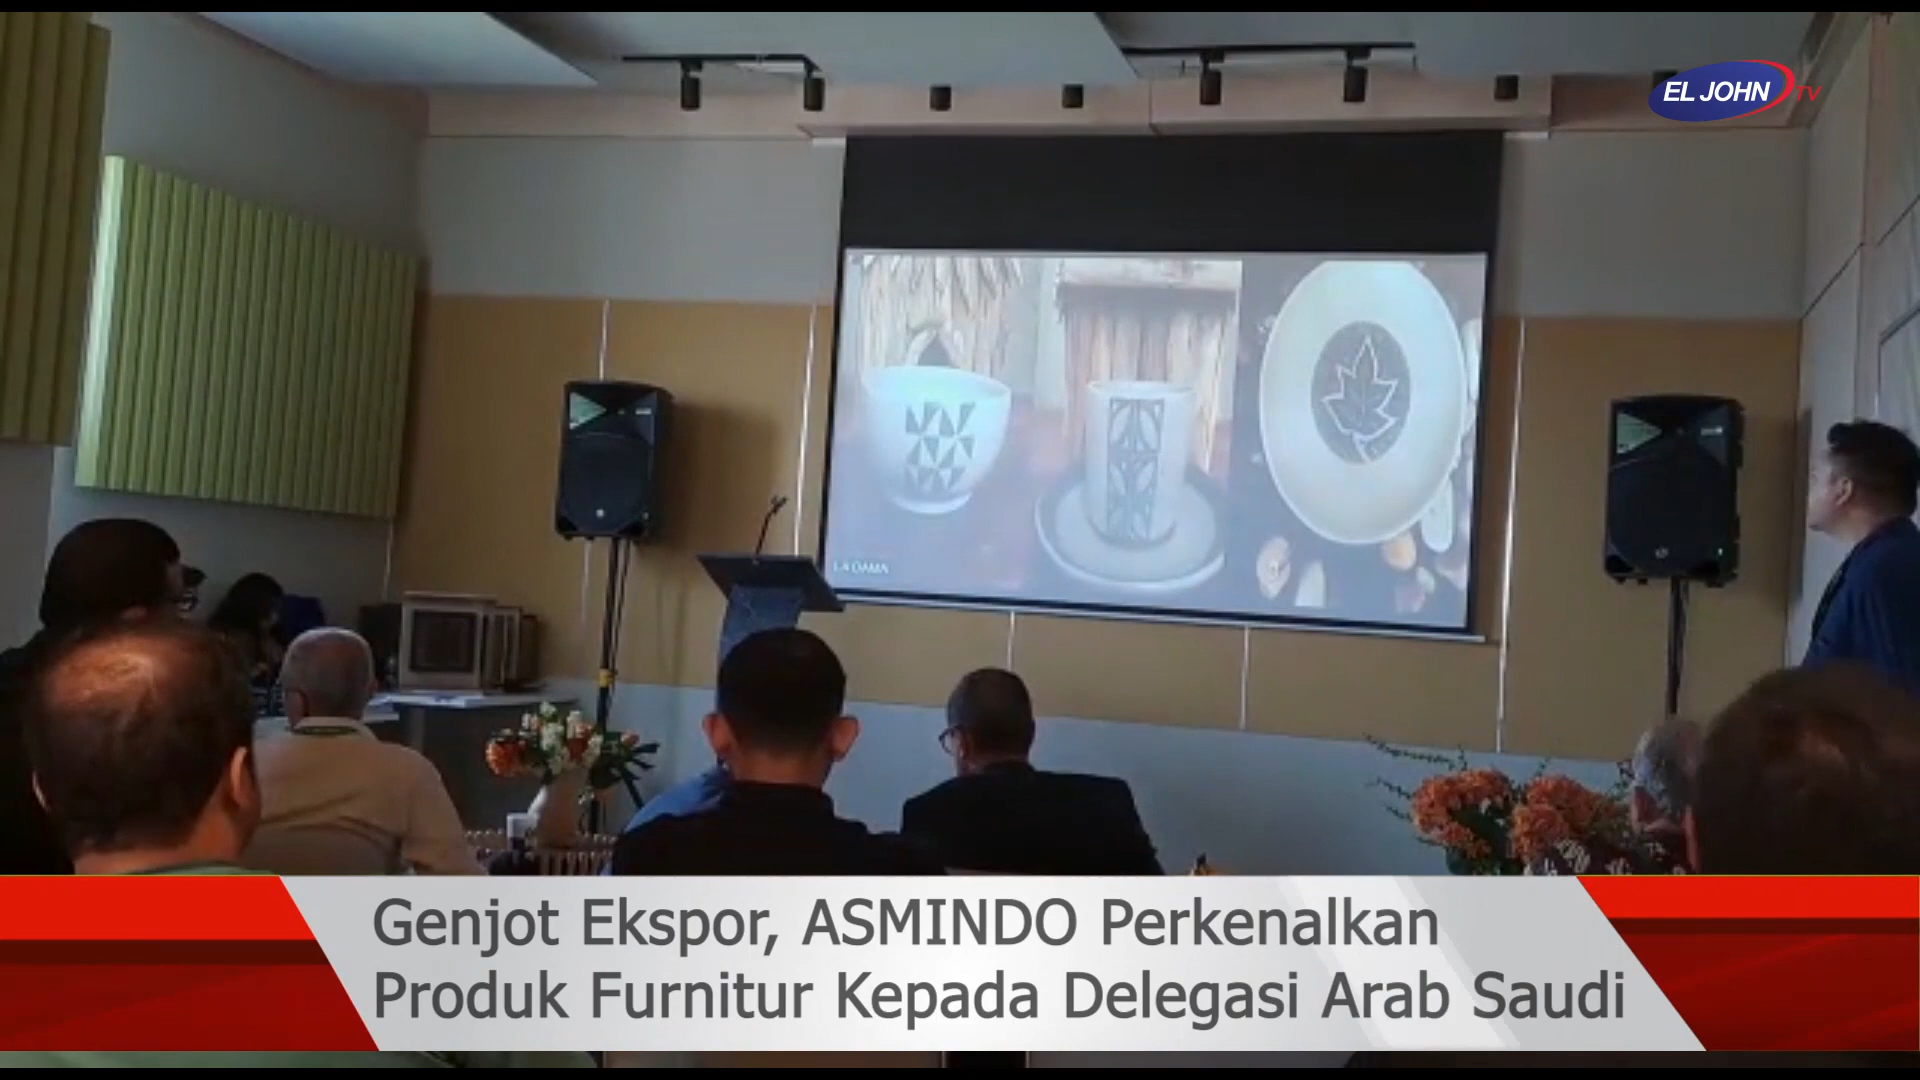 EL JOHN TV
LA DAMA
Genjot Ekspor, ASMINDO Perkenalkan
Produk Furnitur Kepada Delegasi Arab Saudi